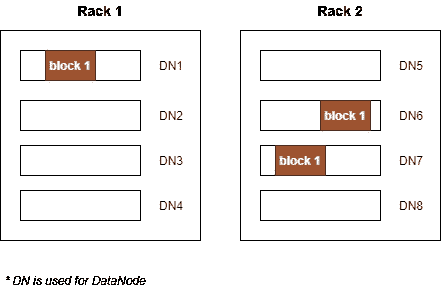 Rack 1
Rack 2
block 1
DN1
DN2
DN3
DN4
DN5
block 1
DN6
block 1
DN7
DN8
* DN is used for DataNode